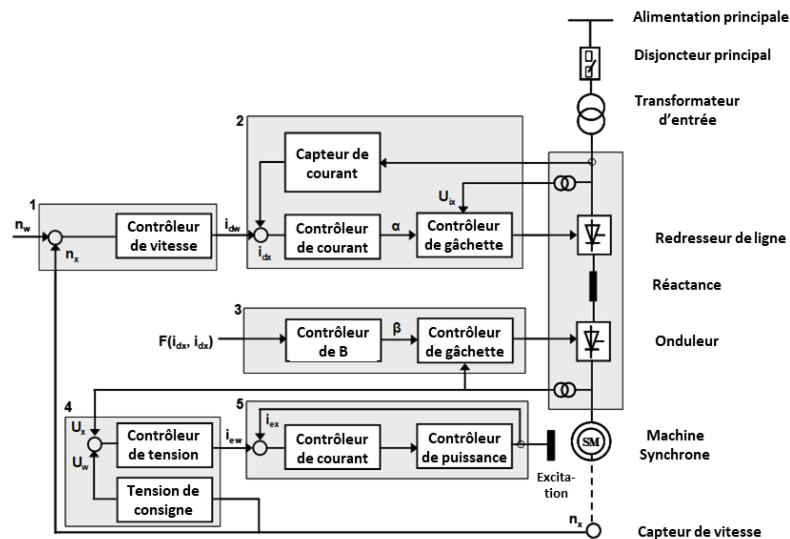 Alimentation principale
Disjoncteur principal
Transformateur
d'entrée
2
Capteur de
courant
U_ix
1
n_w
n_x
Contrôleur
de vitesse
i_dw
i_dx
Contrôleur
de courant
α
Contrôleur
de gâchette
Redresseur de ligne
Réactance
3
F(i_dx, i_dx)
Contrôleur
de B
β
Contrôleur
de gâchette
Onduleur
4
U_x
U_w
Contrôleur
de tension
i_ew
Tension de
consigne
5
i_ex
Contrôleur
de courant
Contrôleur
de puissance
Excita-
tion
SM
Machine
Synchrone
n_x
Capteur de vitesse